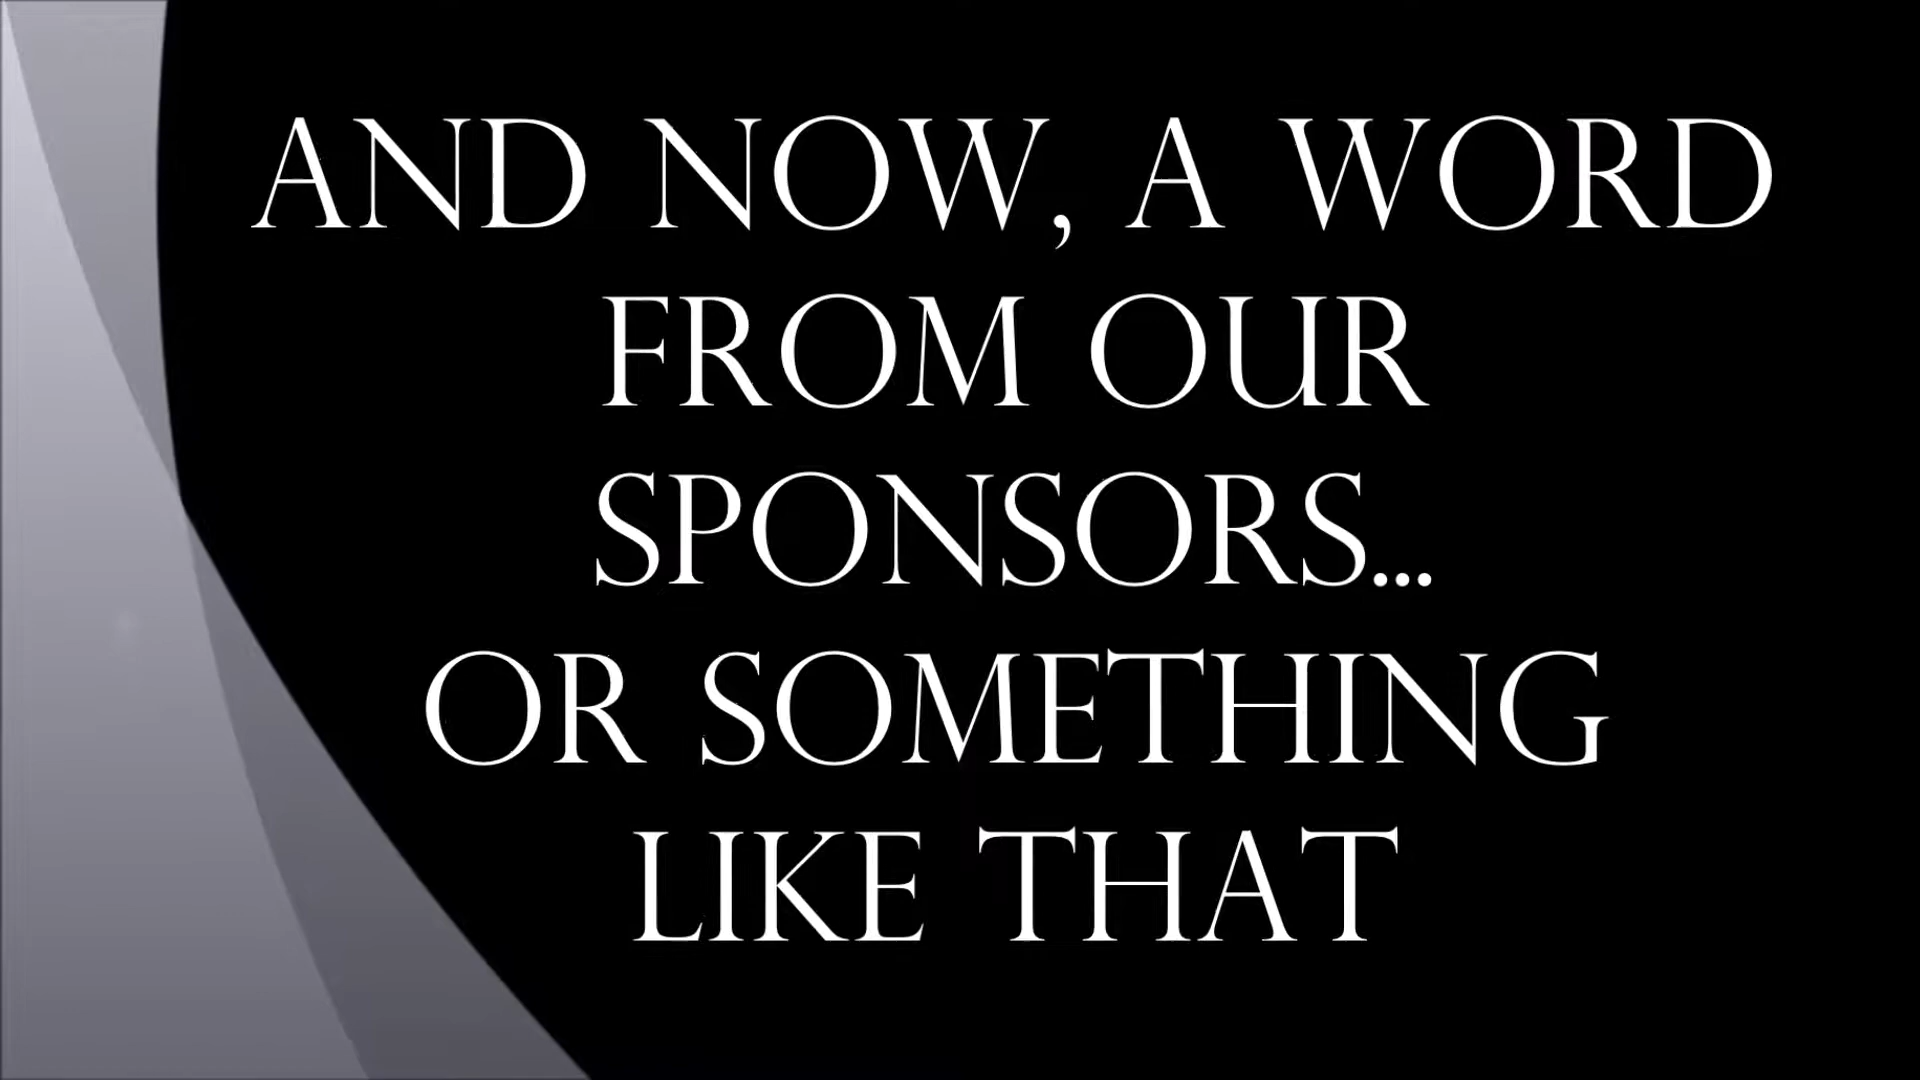 AND NOW, A WORD
FROM OUR
SPONSORS...
OR SOMETHING
LIKE THAT